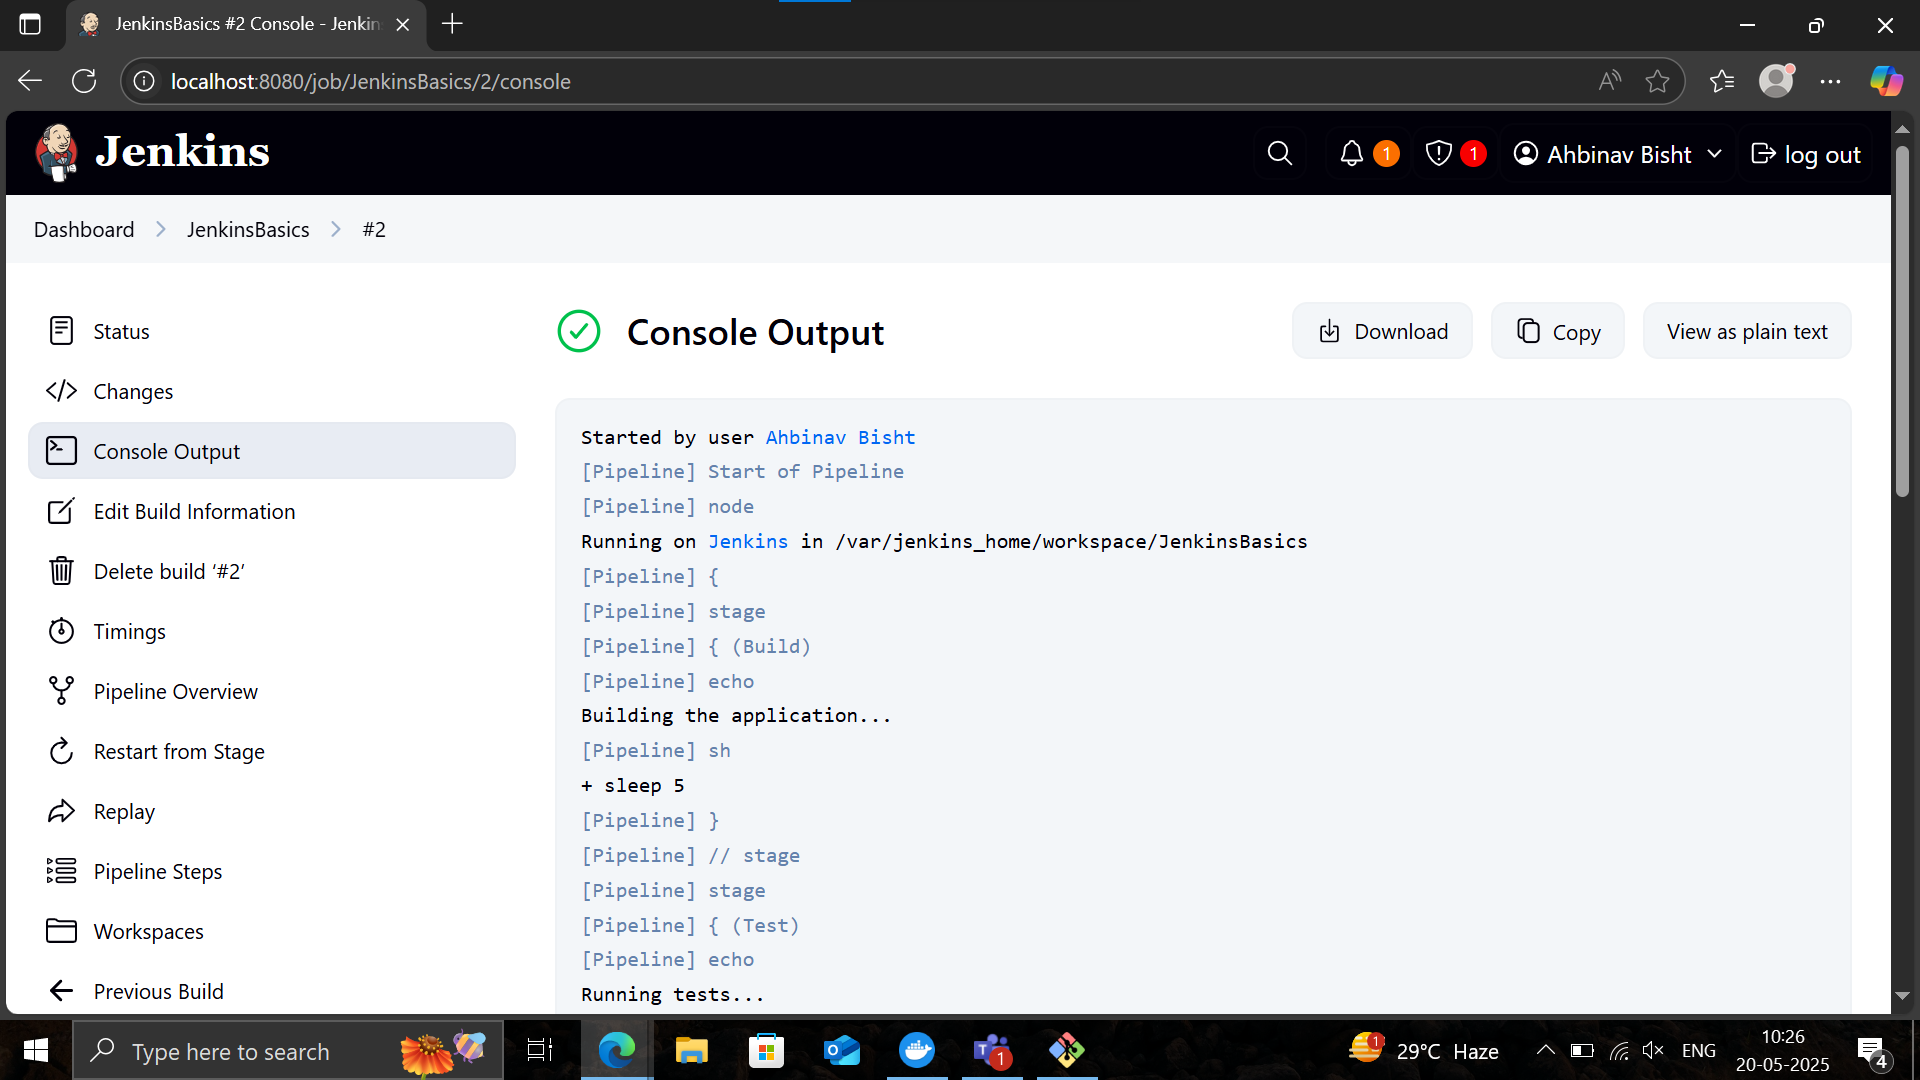 JenkinsBasics #2 Console - Jenkin
localhost:8080/job/JenkinsBasics/2/console
Jenkins
1
1
Ahbinav Bisht
log out
Dashboard
JenkinsBasics
#2
Status
Changes
Console Output
Edit Build Information
Delete build ‘#2’
Timings
Pipeline Overview
Restart from Stage
Replay
Pipeline Steps
Workspaces
Previous Build
Console Output
Download
Copy
View as plain text
Started by user Ahbinav Bisht
[Pipeline] Start of Pipeline
[Pipeline] node
Running on Jenkins in /var/jenkins_home/workspace/JenkinsBasics
[Pipeline] {
[Pipeline] stage
[Pipeline] { (Build)
[Pipeline] echo
Building the application...
[Pipeline] sh
+ sleep 5
[Pipeline] }
[Pipeline] // stage
[Pipeline] stage
[Pipeline] { (Test)
[Pipeline] echo
Running tests...
Type here to search
1
1
29°C Haze
ENG
10:26
20-05-2025
4